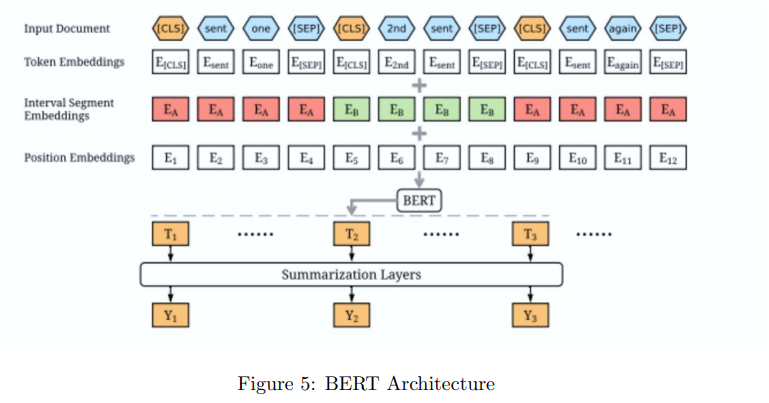 Input Document [CLS] sent one [SEP] [CLS] 2nd sent [SEP] [CLS] sent again [SEP]
Token Embeddings E[CLS] Esent Eone E[SEP] E[CLS] E2nd Esent E[SEP] E[CLS] Esent Eagain E[SEP]
+
Interval Segment
Embeddings EA EA EA EA EB EB EB EB EA EA EA EA
+
Position Embeddings E1 E2 E3 E4 E5 E6 E7 E8 E9 E10 E11 E12
BERT
T1 ...... T2 ...... T3 ......
Summarization Layers
Y1 Y2 Y3
Figure 5: BERT Architecture